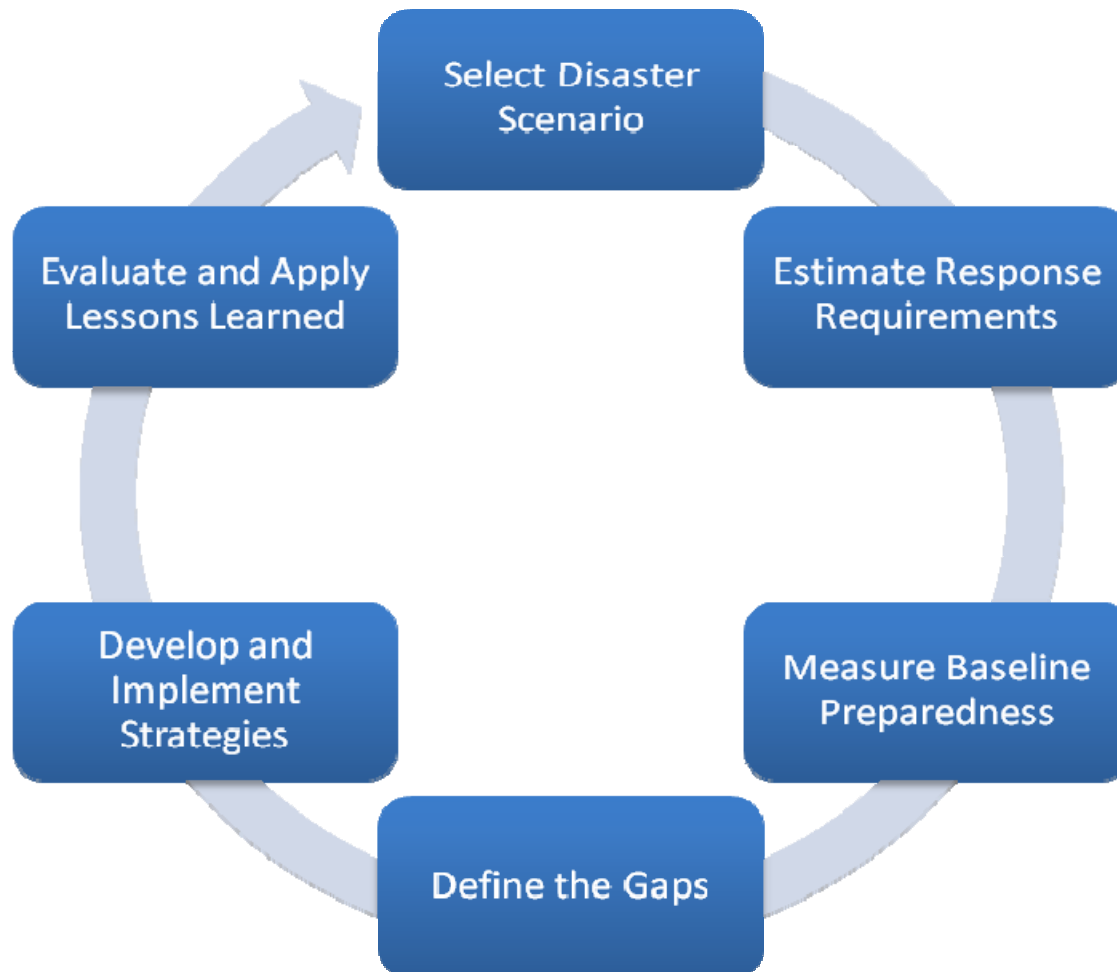 Select Disaster
Scenario
Estimate Response
Requirements
Measure Baseline
Preparedness
Define the Gaps
Develop and
Implement
Strategies
Evaluate and Apply
Lessons Learned